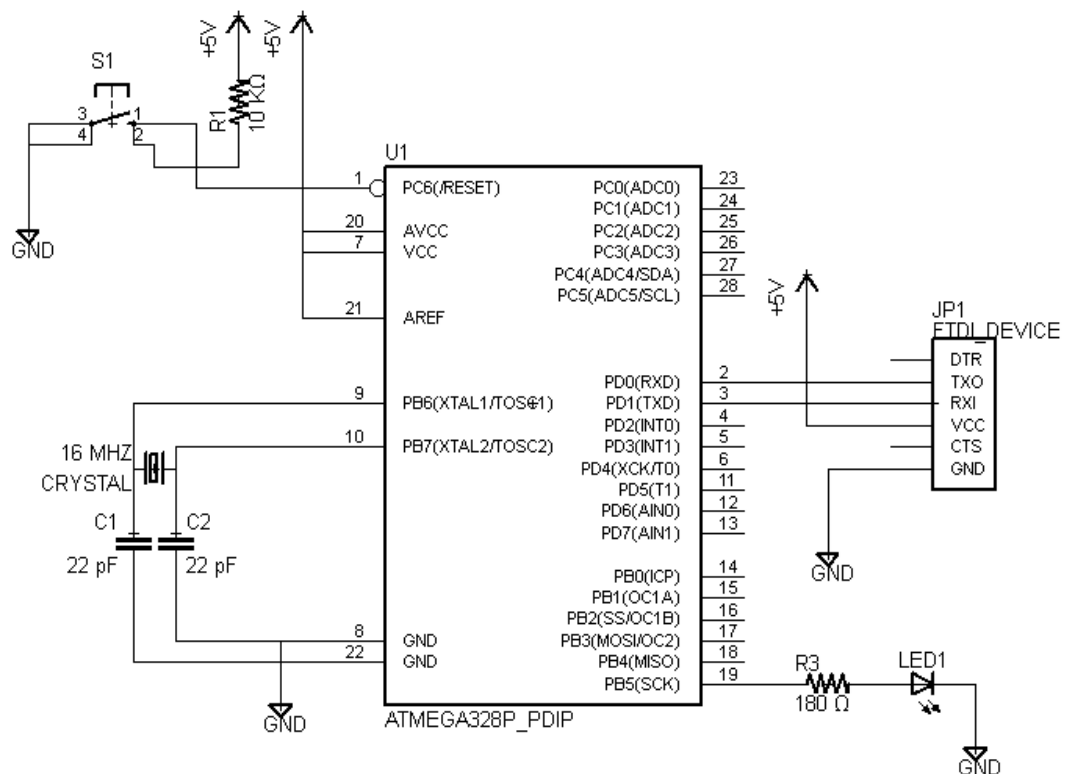 +5V
+5V
S1
3
1
4
2
R1
10 KΩ
U1
1
PC6(/RESET)
20
AVCC
7
VCC
21
AREF
9
PB6(XTAL1/TOSC1)
10
PB7(XTAL2/TOSC2)
8
GND
22
GND
PC0(ADC0)
23
PC1(ADC1)
24
PC2(ADC2)
25
PC3(ADC3)
26
PC4(ADC4/SDA)
27
PC5(ADC5/SCL)
28
PD0(RXD)
2
PD1(TXD)
3
PD2(INT0)
4
PD3(INT1)
5
PD4(XCK/T0)
6
PD5(T1)
11
PD6(AIN0)
12
PD7(AIN1)
13
PB0(ICP)
14
PB1(OC1A)
15
PB2(SS/OC1B)
16
PB3(MOSI/OC2)
17
PB4(MISO)
18
PB5(SCK)
19
ATMEGA328P_PDIP
GND
16 MHZ
CRYSTAL
C1
22 pF
C2
22 pF
GND
+5V
JP1
FTDI_DEVICE
DTR
TXO
RXI
VCC
CTS
GND
GND
R3
180 Ω
LED1
GND